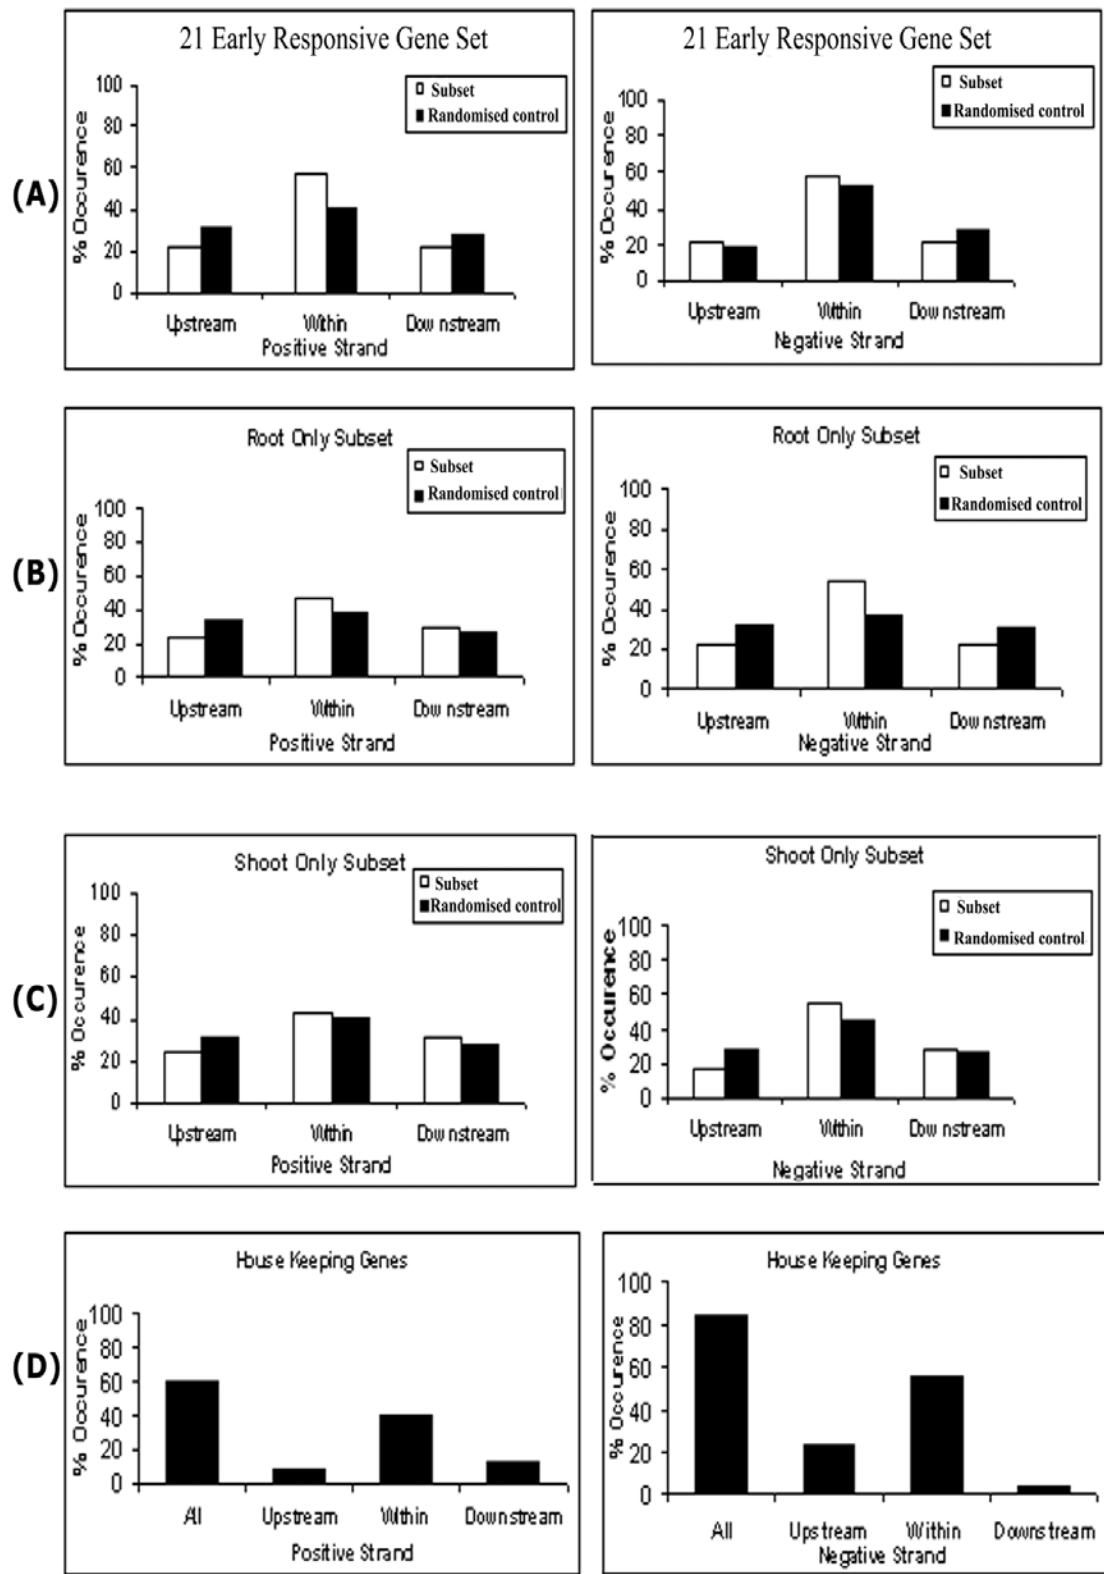 (A)
21 Early Responsive Gene Set
Subset
Randomised control
% Occurence
100
80
60
40
20
0
Upstream Within Downstream
Positive Strand
21 Early Responsive Gene Set
Subset
Randomised control
% Occurence
100
80
60
40
20
0
Upstream Within Downstream
Negative Strand
(B)
Root Only Subset
Subset
Randomised control
% Occurence
100
80
60
40
20
0
Upstream Within Downstream
Positive Strand
Root Only Subset
Subset
Randomised control
% Occurence
100
80
60
40
20
0
Upstream Within Downstream
Negative Strand
(C)
Shoot Only Subset
Subset
Randomised control
% Occurence
100
80
60
40
20
0
Upstream Within Downstream
Positive Strand
Shoot Only Subset
Subset
Randomised control
% Occurence
100
80
60
40
20
0
Upstream Within Downstream
Negative Strand
(D)
House Keeping Genes
% Occurence
100
80
60
40
20
0
All Upstream Within Downstream
Positive Strand
House Keeping Genes
% Occurence
100
80
60
40
20
0
All Upstream Within Downstream
Negative Strand